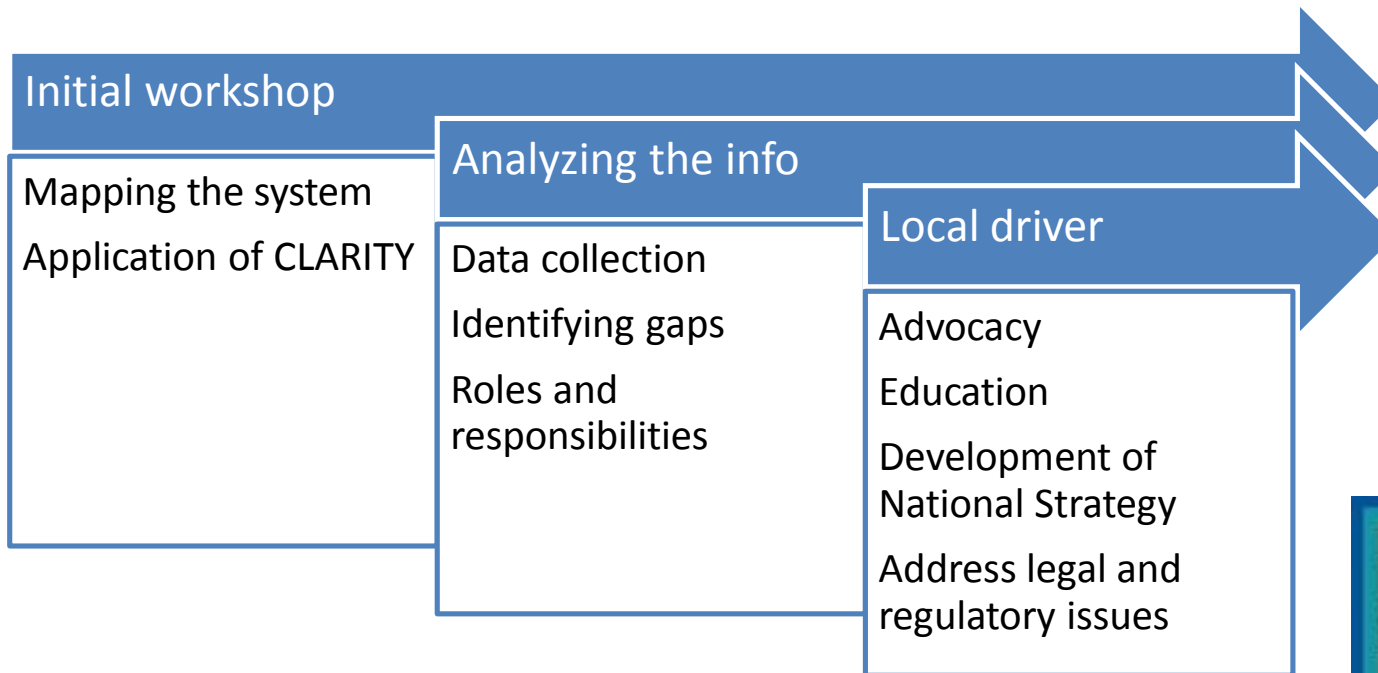 Initial workshop
Mapping the system
Application of CLARITY
Analyzing the info
Data collection
Identifying gaps
Roles and
responsibilities
Local driver
Advocacy
Education
Development of
National Strategy
Address legal and
regulatory issues